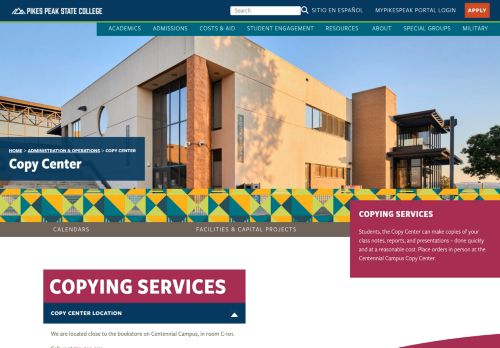 PIKES PEAK STATE COLLEGE
Search
SITIO EN ESPAÑOL
MYPIKESPEAK PORTAL LOGIN
APPLY
ACADEMICS ADMISSIONS COSTS & AID STUDENT ENGAGEMENT RESOURCES ABOUT SPECIAL GROUPS MILITARY
HOME > ADMINISTRATION & OPERATIONS > COPY CENTER
Copy Center
CALENDARS
FACILITIES & CAPITAL PROJECTS
COPYING SERVICES
Students, the Copy Center can make copies of your
class notes, reports, and presentations – done quickly
and at a reasonable cost. Place orders in person at the
Centennial Campus Copy Center.
COPYING SERVICES
COPY CENTER LOCATION
We are located close to the bookstore on Centennial Campus, in room C-101.